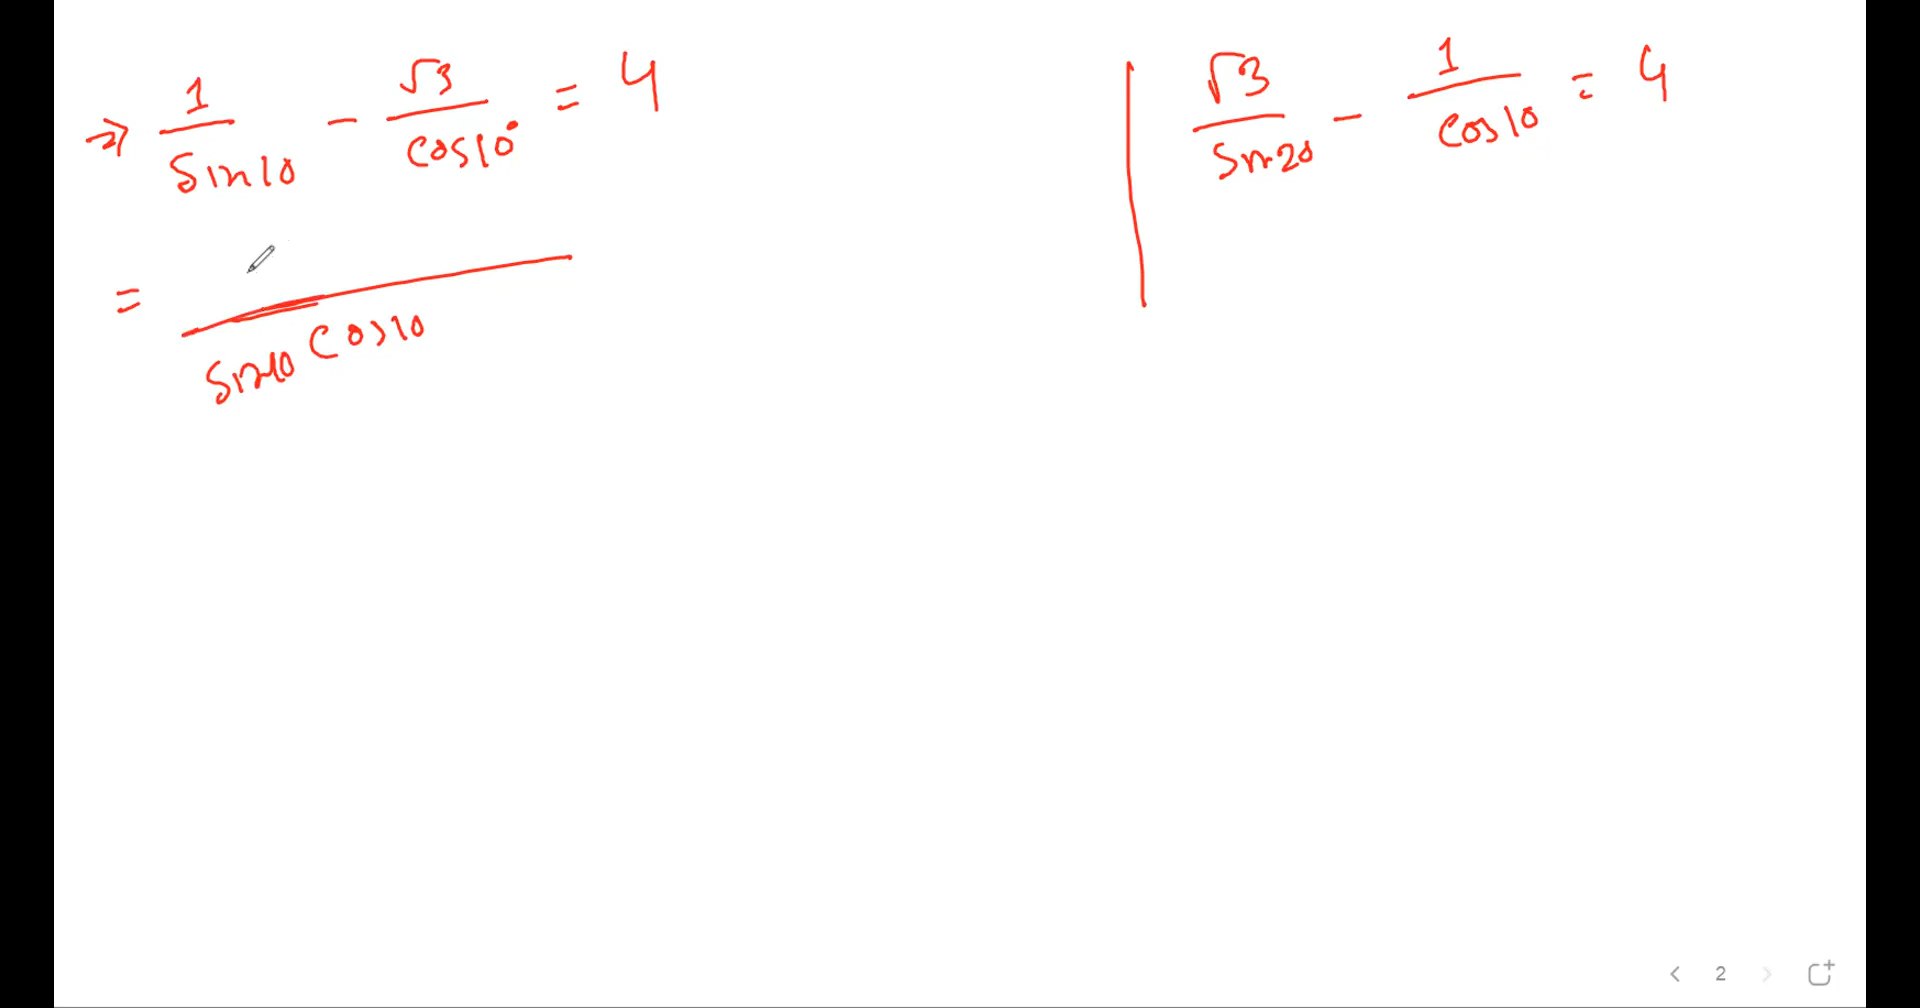 ⇒ 1/Sin10 - √3/Cos10° = 4
= /Sin10 Cos10
√3/Sin20 - 1/Cos10 = 4
2